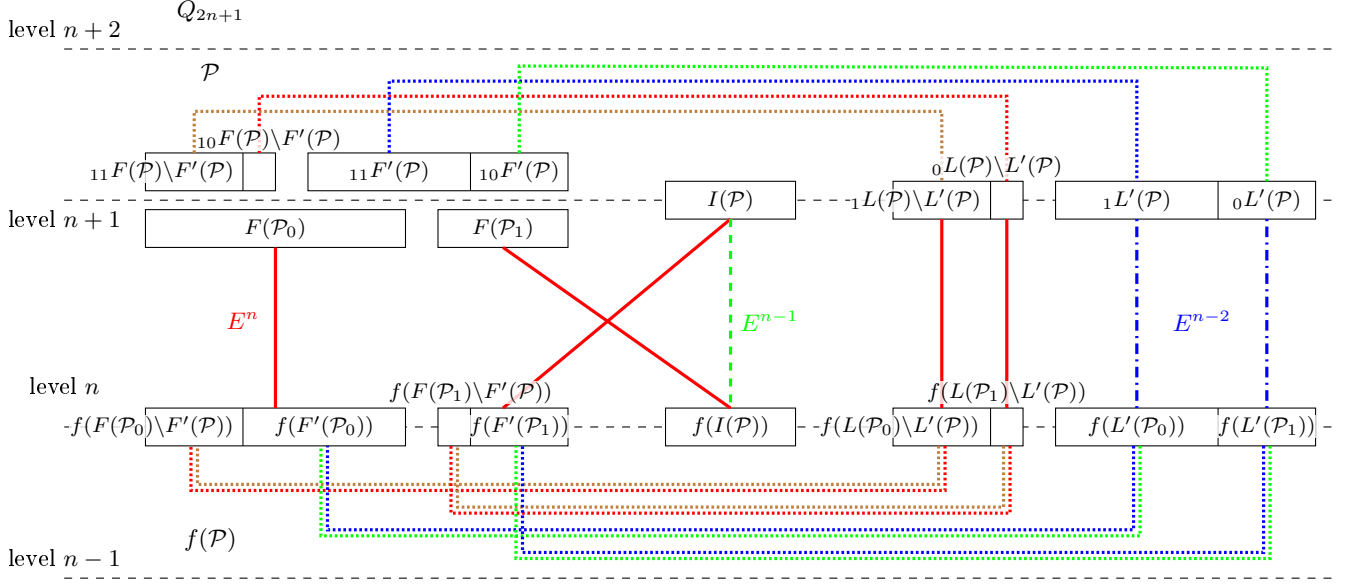 $Q_{2n+1}$
level $n+2$
$\mathcal{P}$
${}_{10}F(\mathcal{P})\backslash F'(\mathcal{P})$
${}_{11}F(\mathcal{P})\backslash F'(\mathcal{P})$
${}_{11}F'(\mathcal{P})$
${}_{10}F'(\mathcal{P})$
${}_{0}L(\mathcal{P})\backslash L'(\mathcal{P})$
$I(\mathcal{P})$
${}_{1}L(\mathcal{P})\backslash L'(\mathcal{P})$
${}_{1}L'(\mathcal{P})$
${}_{0}L'(\mathcal{P})$
level $n+1$
$F(\mathcal{P}_0)$
$F(\mathcal{P}_1)$
$E^n$
$E^{n-1}$
$E^{n-2}$
level $n$
$f(F(\mathcal{P}_1)\backslash F'(\mathcal{P}))$
$f(L(\mathcal{P}_1)\backslash L'(\mathcal{P}))$
$f(F(\mathcal{P}_0)\backslash F'(\mathcal{P}))$
$f(F'(\mathcal{P}_0))$
$f(F'(\mathcal{P}_1))$
$f(I(\mathcal{P}))$
$f(L(\mathcal{P}_0)\backslash L'(\mathcal{P}))$
$f(L'(\mathcal{P}_0))$
$f(L'(\mathcal{P}_1))$
$f(\mathcal{P})$
level $n-1$